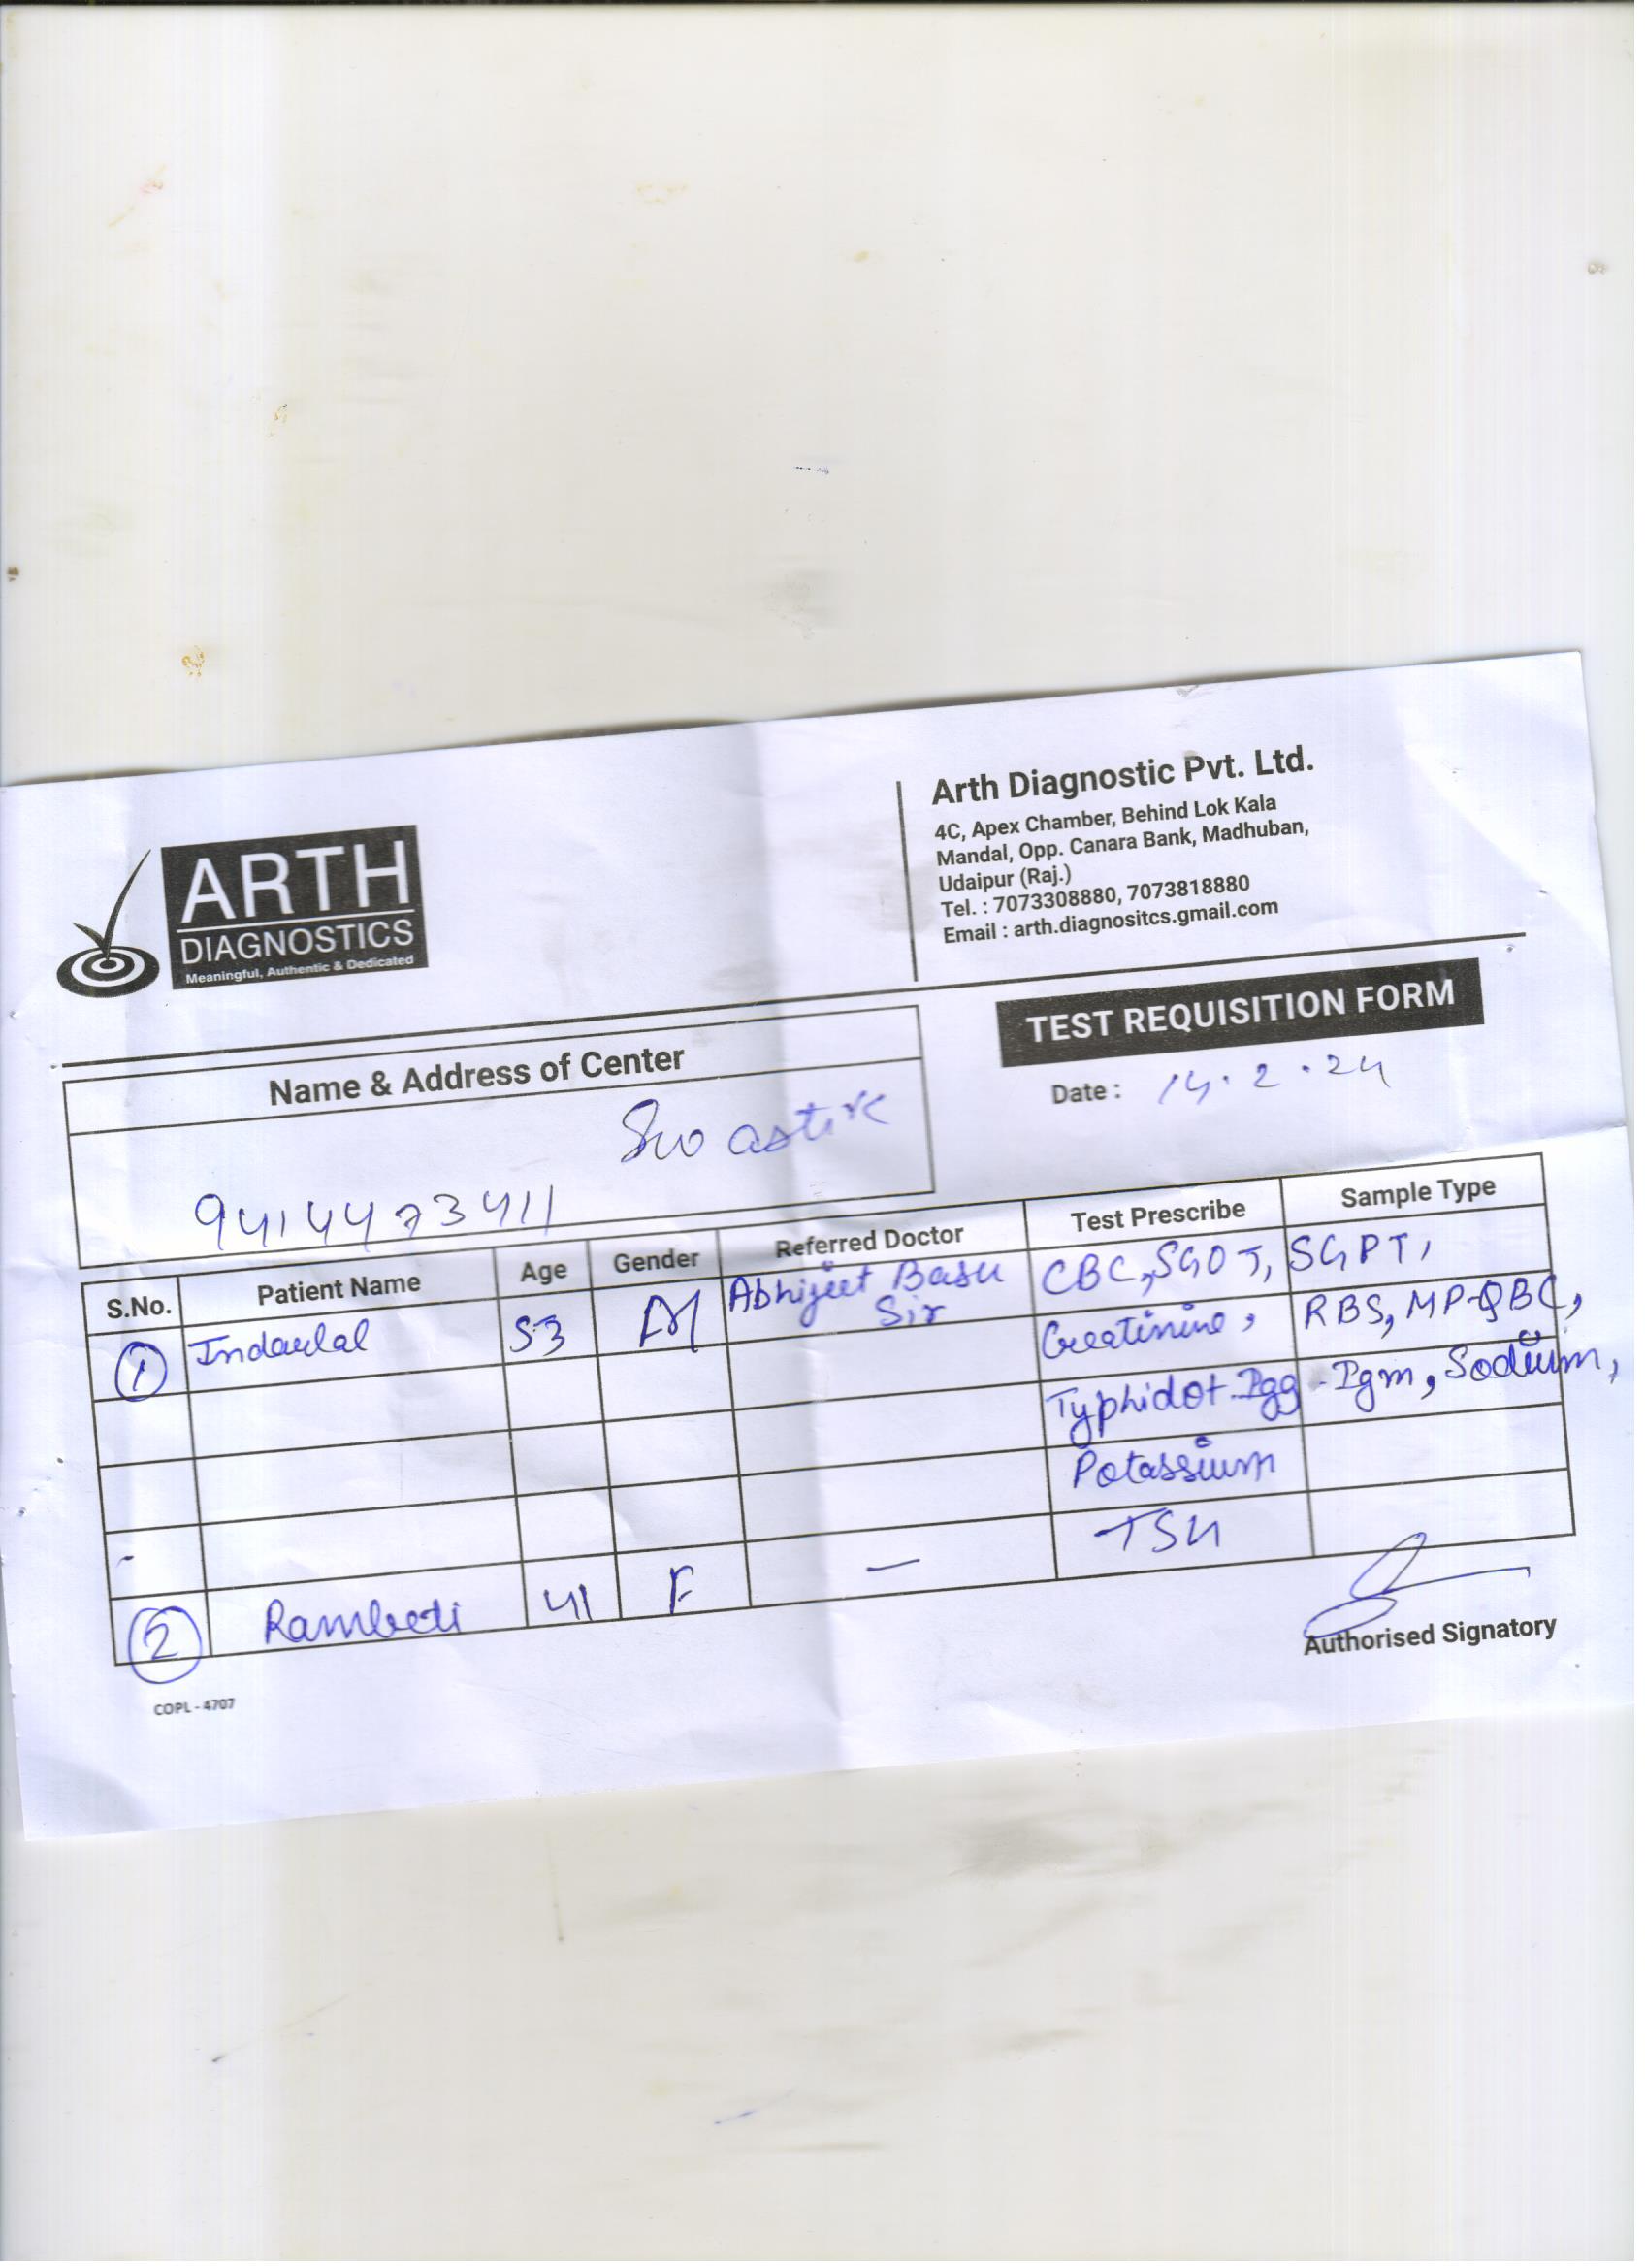 ARTH
DIAGNOSTICS
Meaningful, Authentic & Dedicated
Arth Diagnostic Pvt. Ltd.
4C, Apex Chamber, Behind Lok Kala
Mandal, Opp. Canara Bank, Madhuban,
Udaipur (Raj.)
Tel. : 7073308880, 7073818880
Email : arth.diagnositcs.gmail.com
TEST REQUISITION FORM
Date : 14.2.24
Name & Address of Center
Swastik
9414473411
S.No. Patient Name Age Gender Referred Doctor Test Prescribe Sample Type
1 Indarlal 53 M Abhijeet Basu Sir CBC, SGOT, SGPT,
Creatinine, RBS, MP-QBC,
Typhidot-Igg-Igm, Sodium,
Potassium
2 Rambeti 41 F — TSH
Authorised Signatory
COPL - 4707